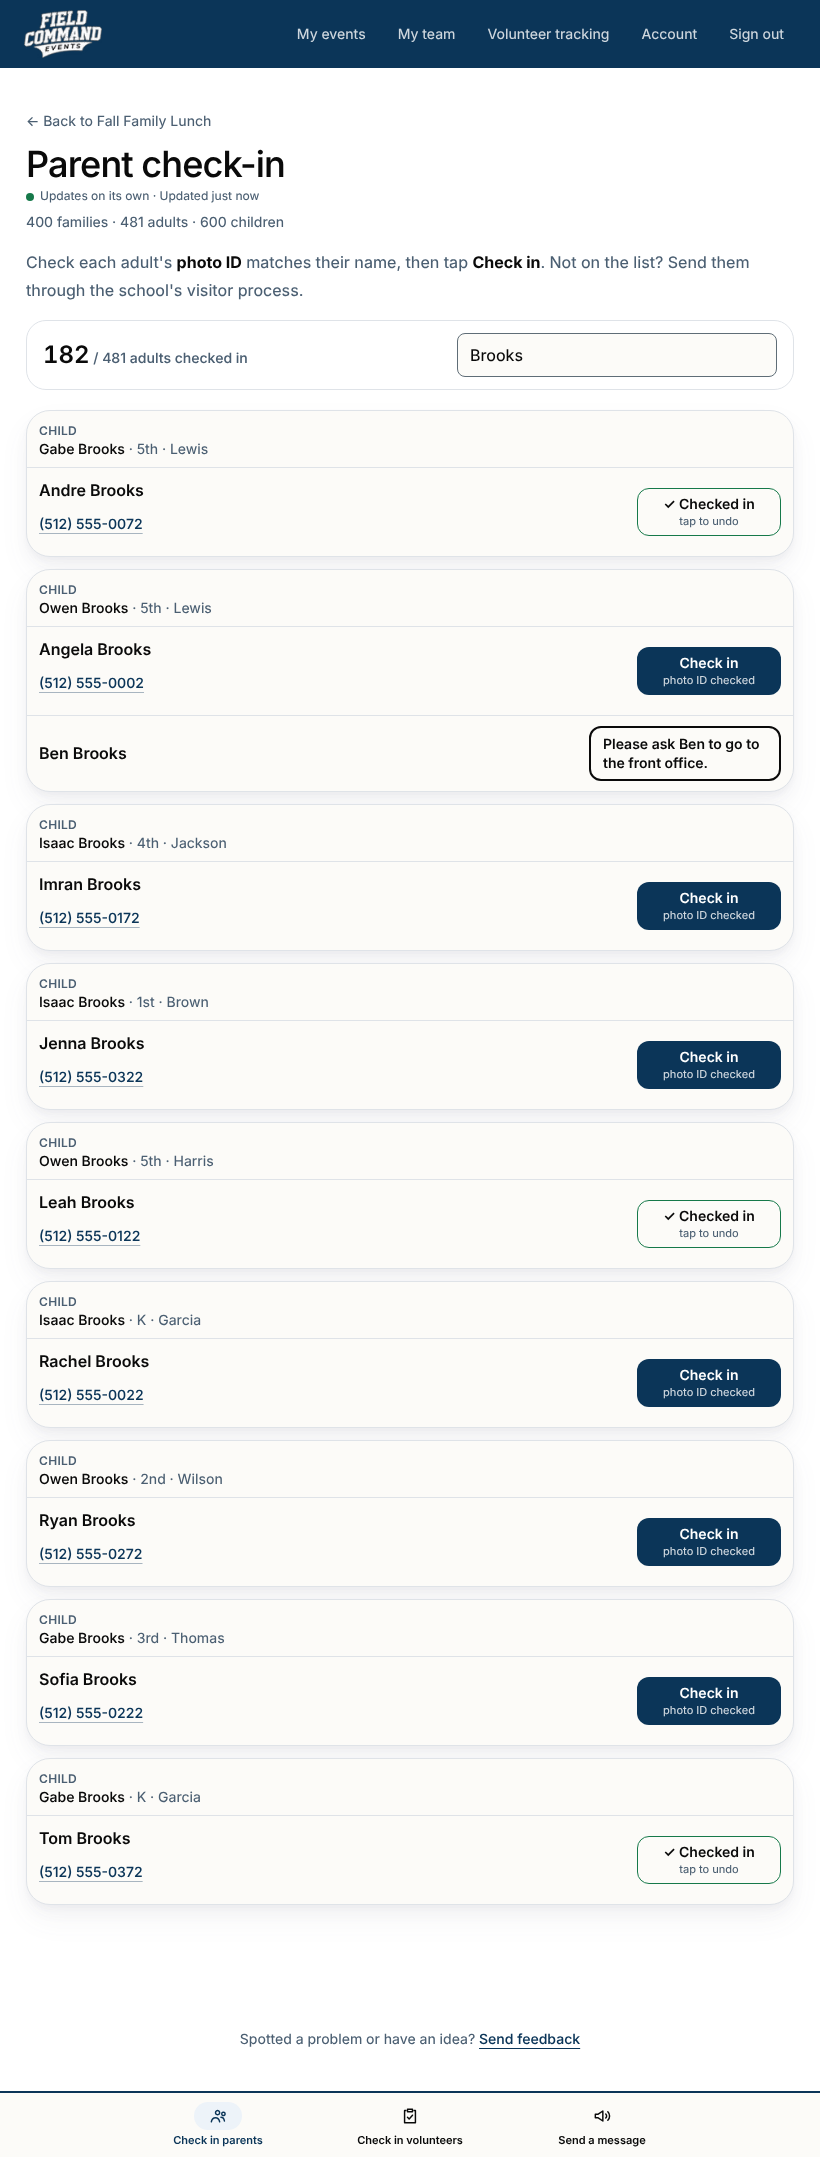 FIELD
COMMAND
EVENTS
My events
My team
Volunteer tracking
Account
Sign out
← Back to Fall Family Lunch
Parent check-in
Updates on its own · Updated just now
400 families · 481 adults · 600 children
Check each adult's photo ID matches their name, then tap Check in. Not on the list? Send them
through the school's visitor process.
182 / 481 adults checked in
Brooks
CHILD
Gabe Brooks · 5th · Lewis
Andre Brooks
(512) 555-0072
✓ Checked in
tap to undo
CHILD
Owen Brooks · 5th · Lewis
Angela Brooks
(512) 555-0002
Check in
photo ID checked
Ben Brooks
Please ask Ben to go to
the front office.
CHILD
Isaac Brooks · 4th · Jackson
Imran Brooks
(512) 555-0172
Check in
photo ID checked
CHILD
Isaac Brooks · 1st · Brown
Jenna Brooks
(512) 555-0322
Check in
photo ID checked
CHILD
Owen Brooks · 5th · Harris
Leah Brooks
(512) 555-0122
✓ Checked in
tap to undo
CHILD
Isaac Brooks · K · Garcia
Rachel Brooks
(512) 555-0022
Check in
photo ID checked
CHILD
Owen Brooks · 2nd · Wilson
Ryan Brooks
(512) 555-0272
Check in
photo ID checked
CHILD
Gabe Brooks · 3rd · Thomas
Sofia Brooks
(512) 555-0222
Check in
photo ID checked
CHILD
Gabe Brooks · K · Garcia
Tom Brooks
(512) 555-0372
✓ Checked in
tap to undo
Spotted a problem or have an idea? Send feedback
Check in parents
Check in volunteers
Send a message